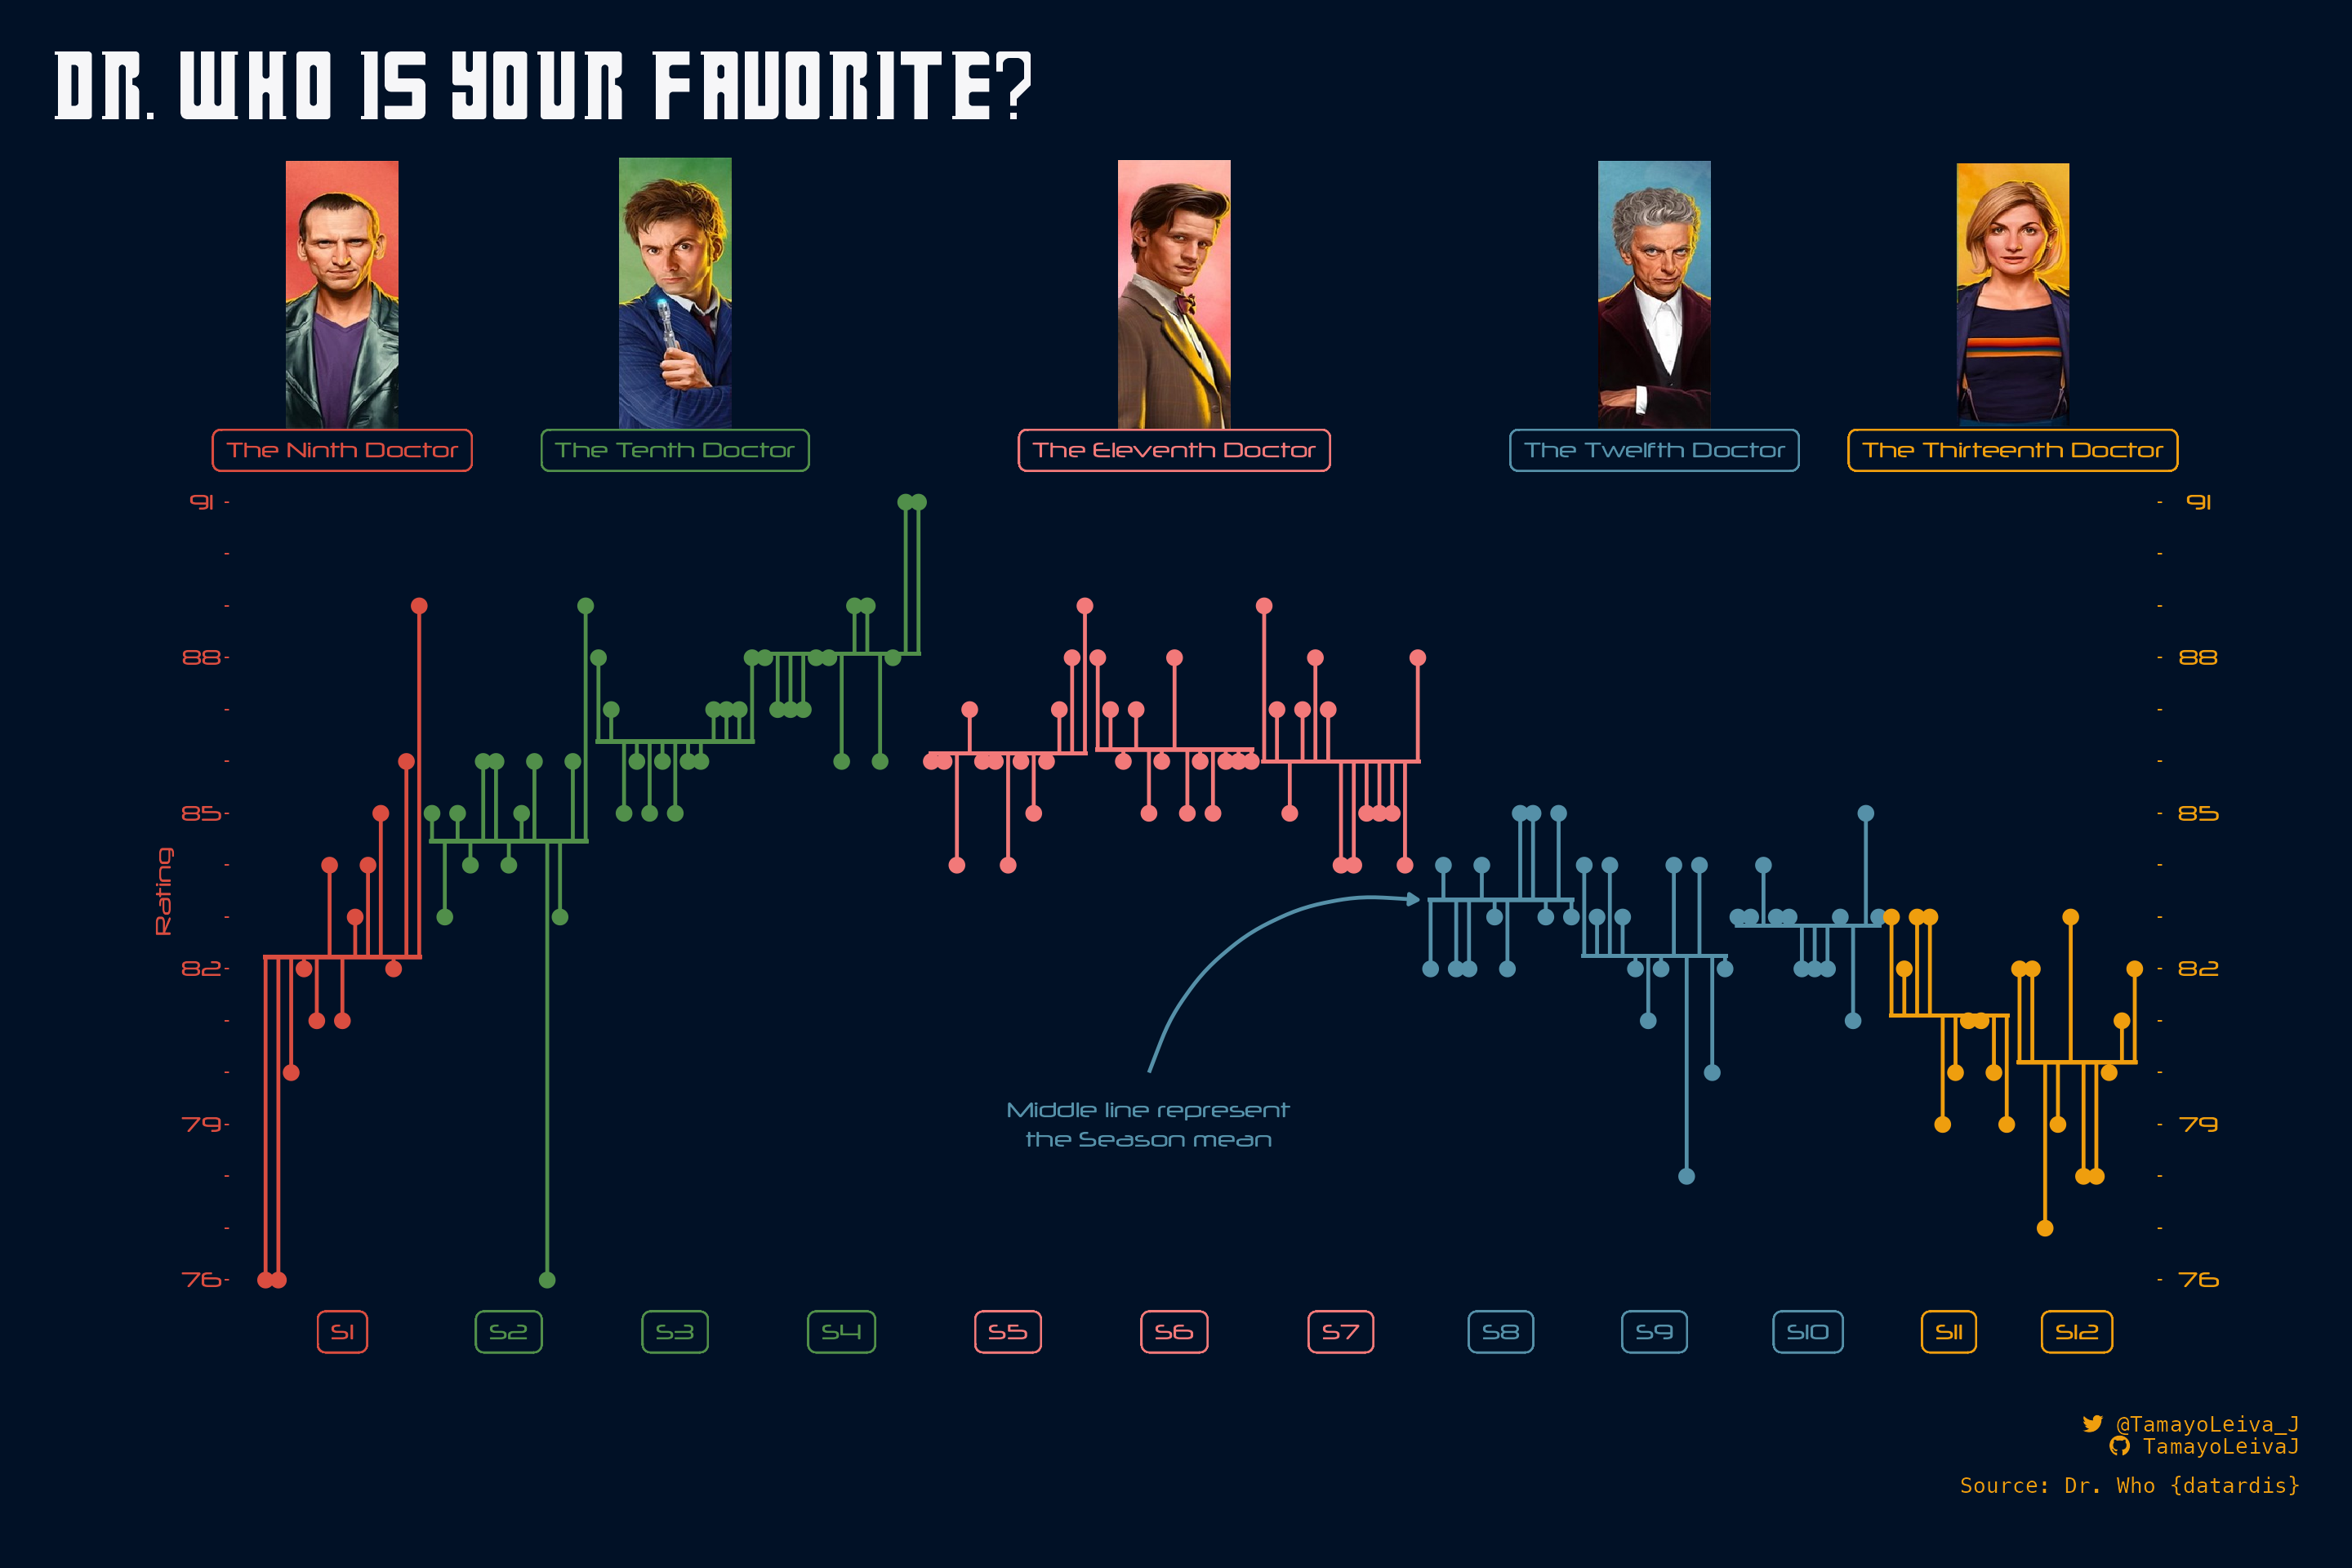 DR. WHO IS YOUR FAVORITE?
The Ninth Doctor
The Tenth Doctor
The Eleventh Doctor
The Twelfth Doctor
The Thirteenth Doctor
91
91
88
88
85
85
Rating
82
82
Middle line represent
the Season mean
79
79
76
76
S1
S2
S3
S4
S5
S6
S7
S8
S9
S10
S11
S12
@TamayoLeiva_J
TamayoLeivaJ
Source: Dr. Who {datardis}